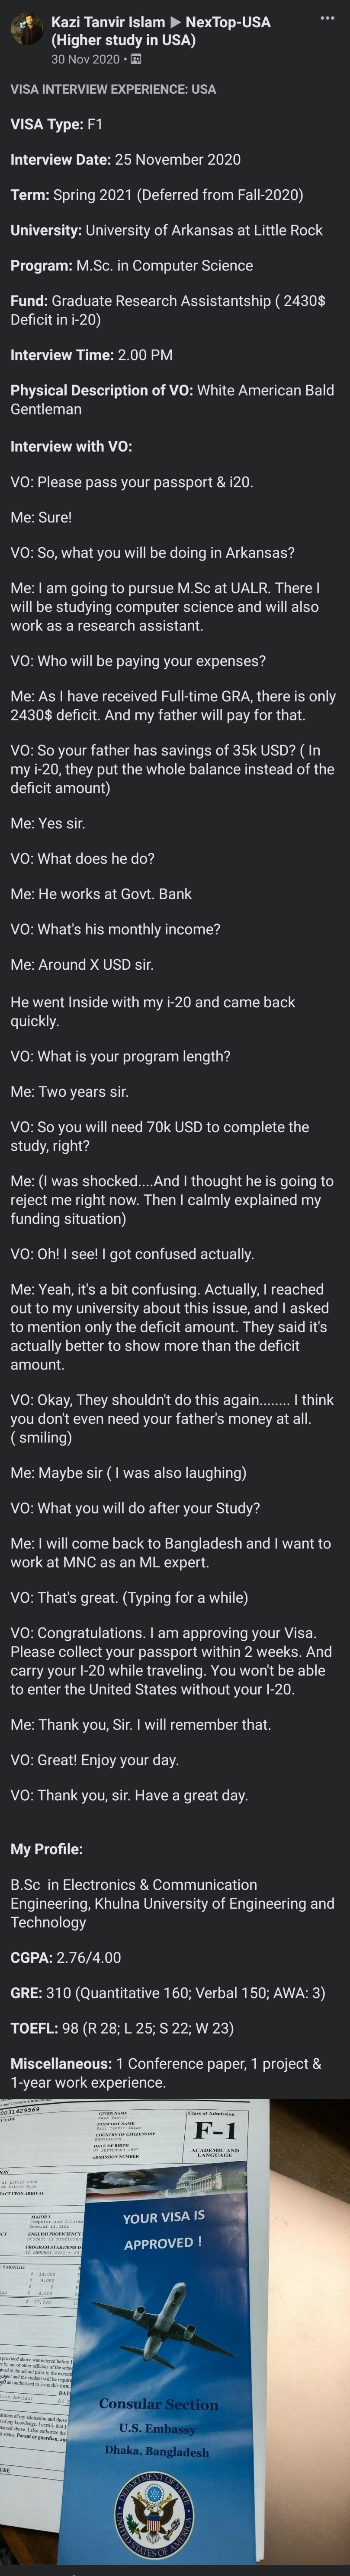 Kazi Tanvir Islam ▶ NexTop-USA
(Higher study in USA)
30 Nov 2020 •
VISA INTERVIEW EXPERIENCE: USA
VISA Type: F1
Interview Date: 25 November 2020
Term: Spring 2021 (Deferred from Fall-2020)
University: University of Arkansas at Little Rock
Program: M.Sc. in Computer Science
Fund: Graduate Research Assistantship ( 2430$
Deficit in i-20)
Interview Time: 2.00 PM
Physical Description of VO: White American Bald
Gentleman
Interview with VO:
VO: Please pass your passport & i20.
Me: Sure!
VO: So, what you will be doing in Arkansas?
Me: I am going to pursue M.Sc at UALR. There I
will be studying computer science and will also
work as a research assistant.
VO: Who will be paying your expenses?
Me: As I have received Full-time GRA, there is only
2430$ deficit. And my father will pay for that.
VO: So your father has savings of 35k USD? ( In
my i-20, they put the whole balance instead of the
deficit amount)
Me: Yes sir.
VO: What does he do?
Me: He works at Govt. Bank
VO: What's his monthly income?
Me: Around X USD sir.
He went Inside with my i-20 and came back
quickly.
VO: What is your program length?
Me: Two years sir.
VO: So you will need 70k USD to complete the
study, right?
Me: (I was shocked....And I thought he is going to
reject me right now. Then I calmly explained my
funding situation)
VO: Oh! I see! I got confused actually.
Me: Yeah, it's a bit confusing. Actually, I reached
out to my university about this issue, and I asked
to mention only the deficit amount. They said it's
actually better to show more than the deficit
amount.
VO: Okay, They shouldn't do this again........ I think
you don't even need your father's money at all.
( smiling)
Me: Maybe sir ( I was also laughing)
VO: What you will do after your Study?
Me: I will come back to Bangladesh and I want to
work at MNC as an ML expert.
VO: That's great. (Typing for a while)
VO: Congratulations. I am approving your Visa.
Please collect your passport within 2 weeks. And
carry your I-20 while traveling. You won't be able
to enter the United States without your I-20.
Me: Thank you, Sir. I will remember that.
VO: Great! Enjoy your day.
VO: Thank you, sir. Have a great day.
My Profile:
B.Sc in Electronics & Communication
Engineering, Khulna University of Engineering and
Technology
CGPA: 2.76/4.00
GRE: 310 (Quantitative 160; Verbal 150; AWA: 3)
TOEFL: 98 (R 28; L 25; S 22; W 23)
Miscellaneous: 1 Conference paper, 1 project &
1-year work experience.
GIVEN NAME
PASSPORT NAME
COUNTRY OF CITIZENSHIP
DATE OF BIRTH
ADMISSION NUMBER
Class of Admission
F-1
ACADEMIC AND
LANGUAGE
MAJOR 1
YOUR VISA IS
APPROVED !
Consular Section
U.S. Embassy
Dhaka, Bangladesh
DEPARTMENT OF STATE
UNITED STATES OF AMERICA